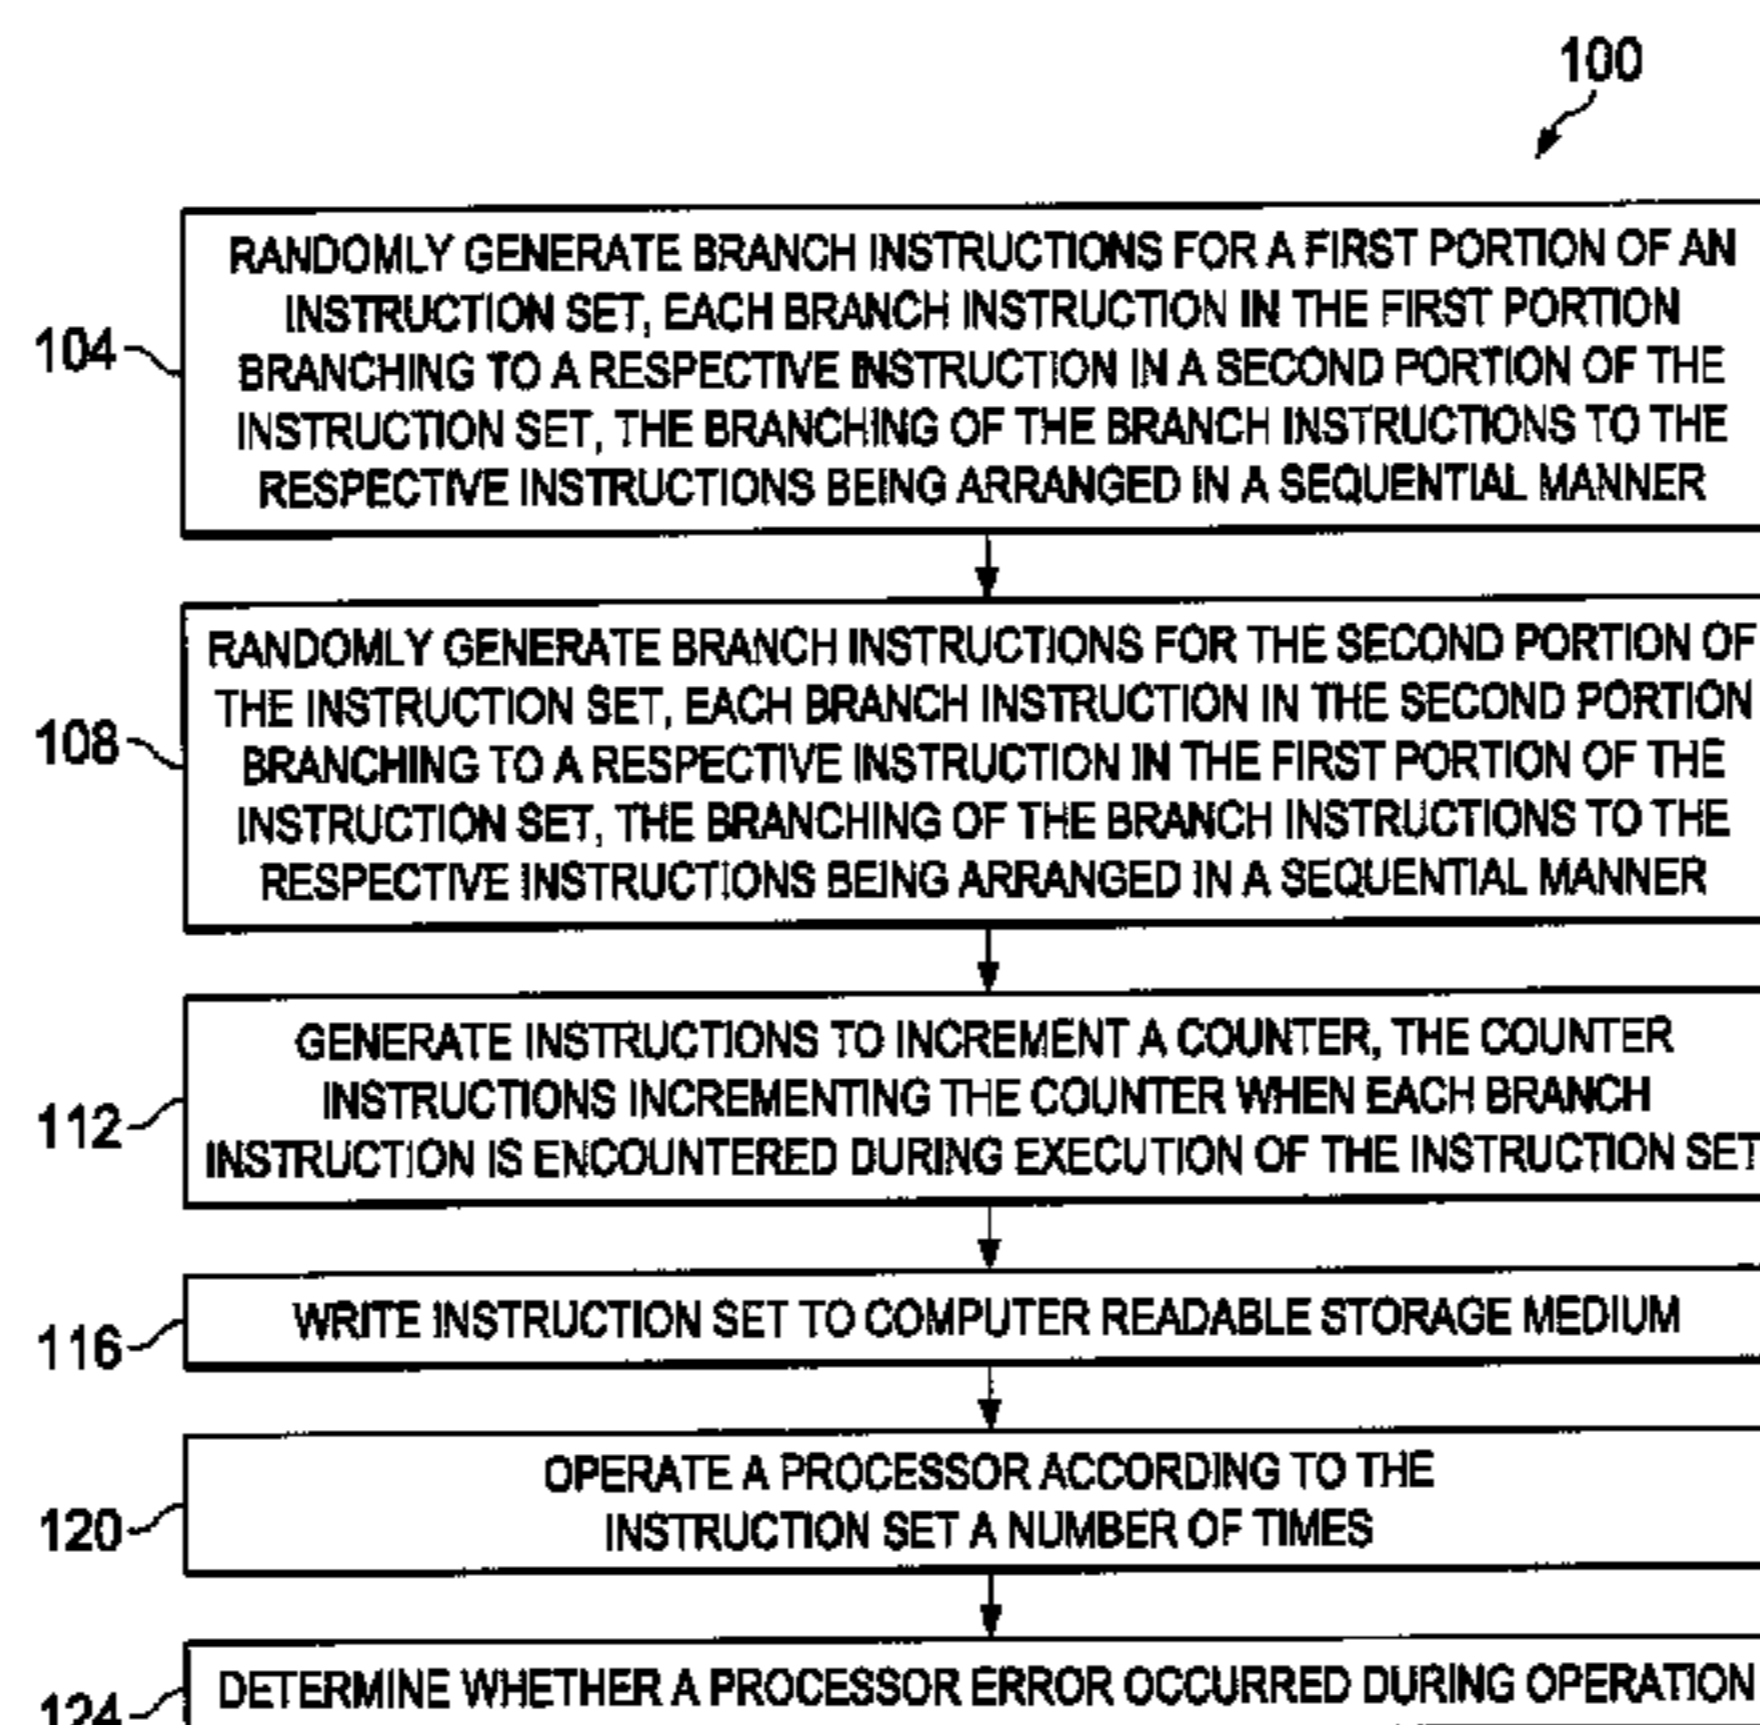 100
104
RANDOMLY GENERATE BRANCH INSTRUCTIONS FOR A FIRST PORTION OF AN
INSTRUCTION SET, EACH BRANCH INSTRUCTION IN THE FIRST PORTION
BRANCHING TO A RESPECTIVE INSTRUCTION IN A SECOND PORTION OF THE
INSTRUCTION SET, THE BRANCHING OF THE BRANCH INSTRUCTIONS TO THE
RESPECTIVE INSTRUCTIONS BEING ARRANGED IN A SEQUENTIAL MANNER
108
RANDOMLY GENERATE BRANCH INSTRUCTIONS FOR THE SECOND PORTION OF
THE INSTRUCTION SET, EACH BRANCH INSTRUCTION IN THE SECOND PORTION
BRANCHING TO A RESPECTIVE INSTRUCTION IN THE FIRST PORTION OF THE
INSTRUCTION SET, THE BRANCHING OF THE BRANCH INSTRUCTIONS TO THE
RESPECTIVE INSTRUCTIONS BEING ARRANGED IN A SEQUENTIAL MANNER
112
GENERATE INSTRUCTIONS TO INCREMENT A COUNTER, THE COUNTER
INSTRUCTIONS INCREMENTING THE COUNTER WHEN EACH BRANCH
INSTRUCTION IS ENCOUNTERED DURING EXECUTION OF THE INSTRUCTION SET
116
WRITE INSTRUCTION SET TO COMPUTER READABLE STORAGE MEDIUM
120
OPERATE A PROCESSOR ACCORDING TO THE
INSTRUCTION SET A NUMBER OF TIMES
124
DETERMINE WHETHER A PROCESSOR ERROR OCCURRED DURING OPERATION